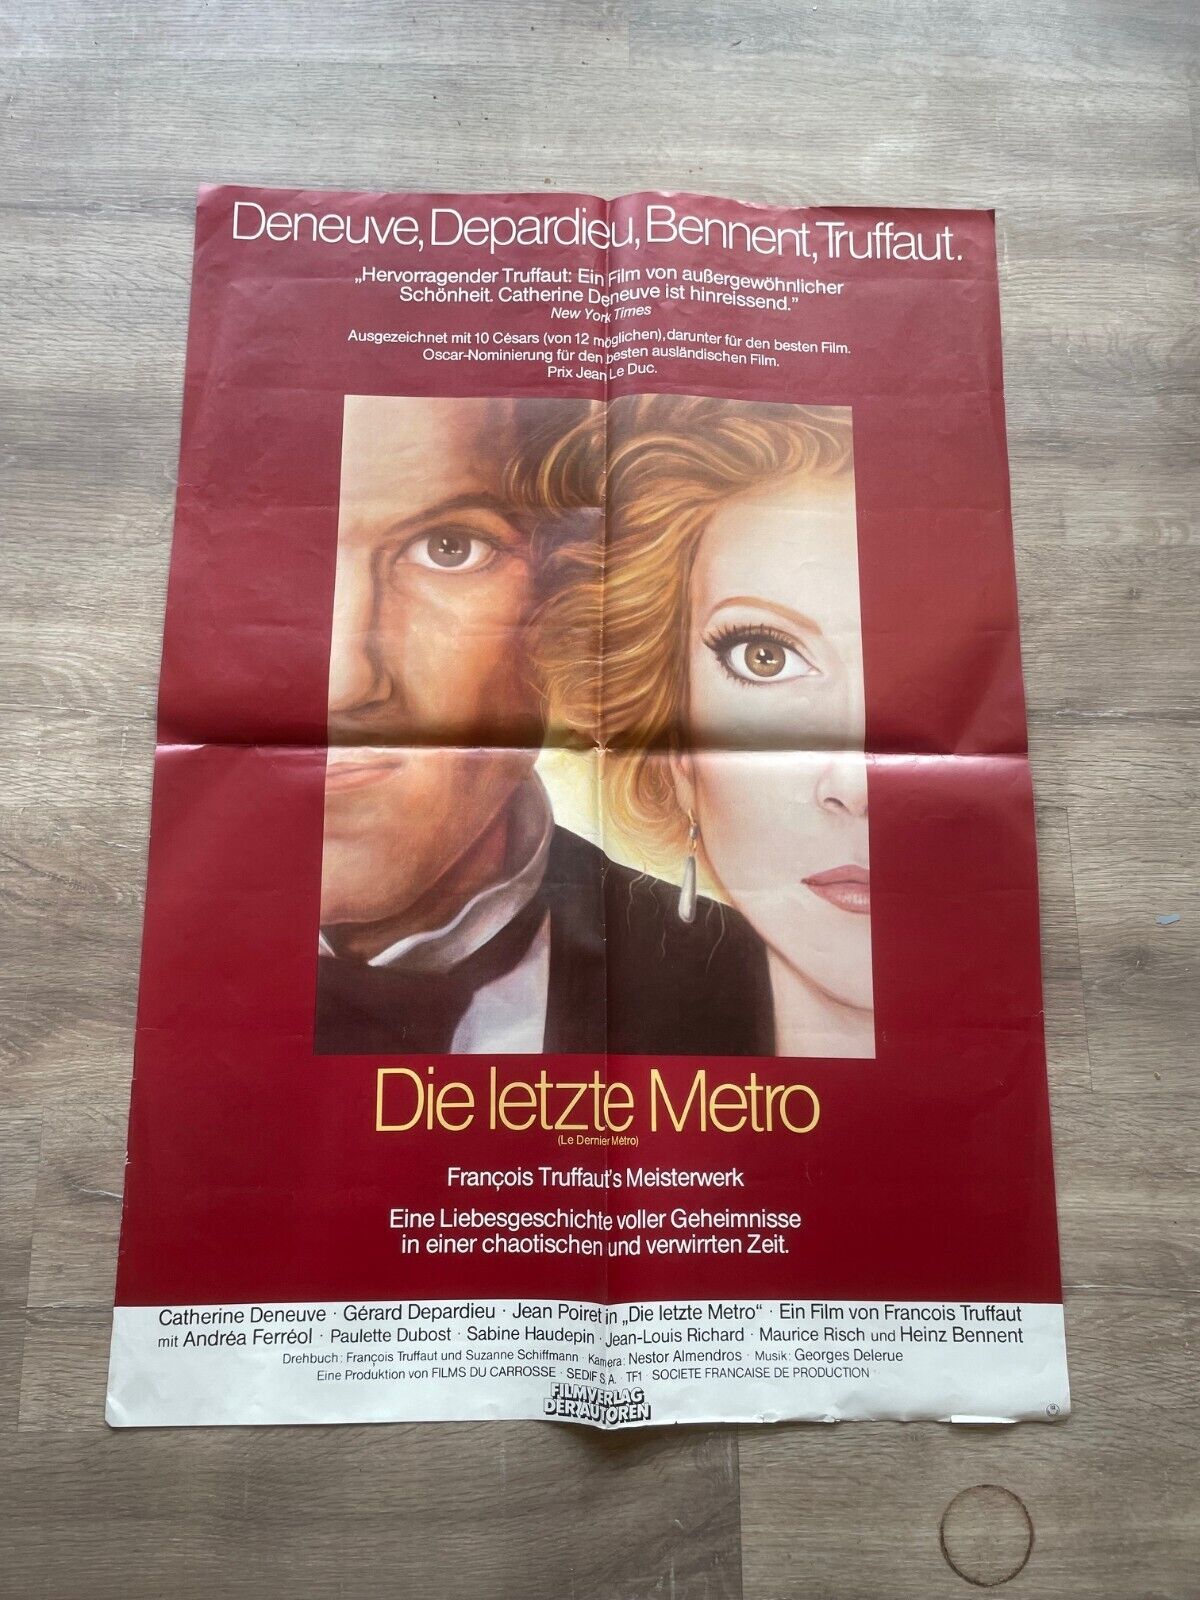 Deneuve, Depardieu, Bennent, Truffaut.
„Hervorragender Truffaut: Ein Film von außergewöhnlicher
Schönheit. Catherine Deneuve ist hinreissend.”
New York Times
Ausgezeichnet mit 10 Césars (von 12 möglichen), darunter für den besten Film.
Oscar-Nominierung für den besten ausländischen Film.
Prix Jean Le Duc.
Die letzte Metro
(Le Dernier Mètro)
François Truffaut's Meisterwerk
Eine Liebesgeschichte voller Geheimnisse
in einer chaotischen und verwirrten Zeit.
Catherine Deneuve · Gérard Depardieu · Jean Poiret in „Die letzte Metro“ · Ein Film von Francois Truffaut
mit Andréa Ferréol · Paulette Dubost · Sabine Haudepin · Jean-Louis Richard · Maurice Risch und Heinz Bennent
Drehbuch: François Truffaut und Suzanne Schiffmann · Kamera: Nestor Almendros · Musik: Georges Delerue
Eine Produktion von FILMS DU CARROSSE · SEDIF S.A. · TF1 · SOCIETE FRANCAISE DE PRODUCTION
FILMVERLAG
DER AUTOREN